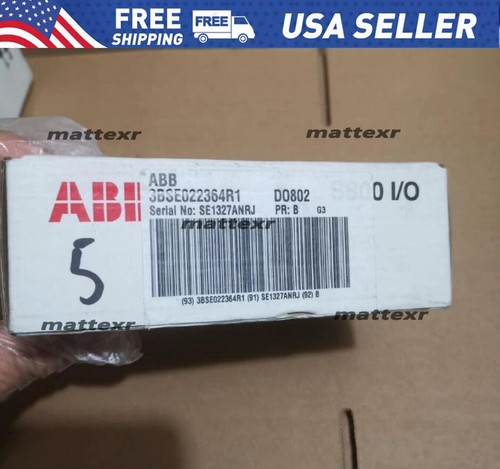 FREE
SHIPPING
FREE
USA SELLER
mattexr
mattexr
ABB
ABB
3BSE022364R1 DO802 S800 I/O
Serial No: SE1327ANRJ PR: B G3
5
(93) 3BSE022364R1 (91) SE1327ANRJ (92) B
mattexr
mattexr